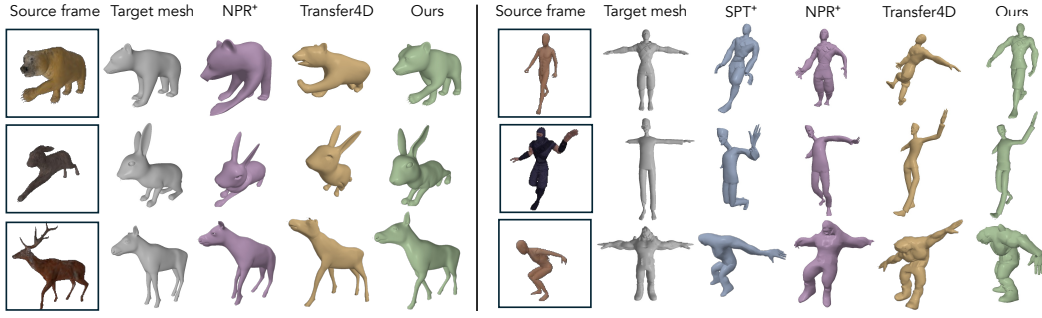 Source frame Target mesh NPR⁺ Transfer4D Ours Source frame Target mesh SPT⁺ NPR⁺ Transfer4D Ours